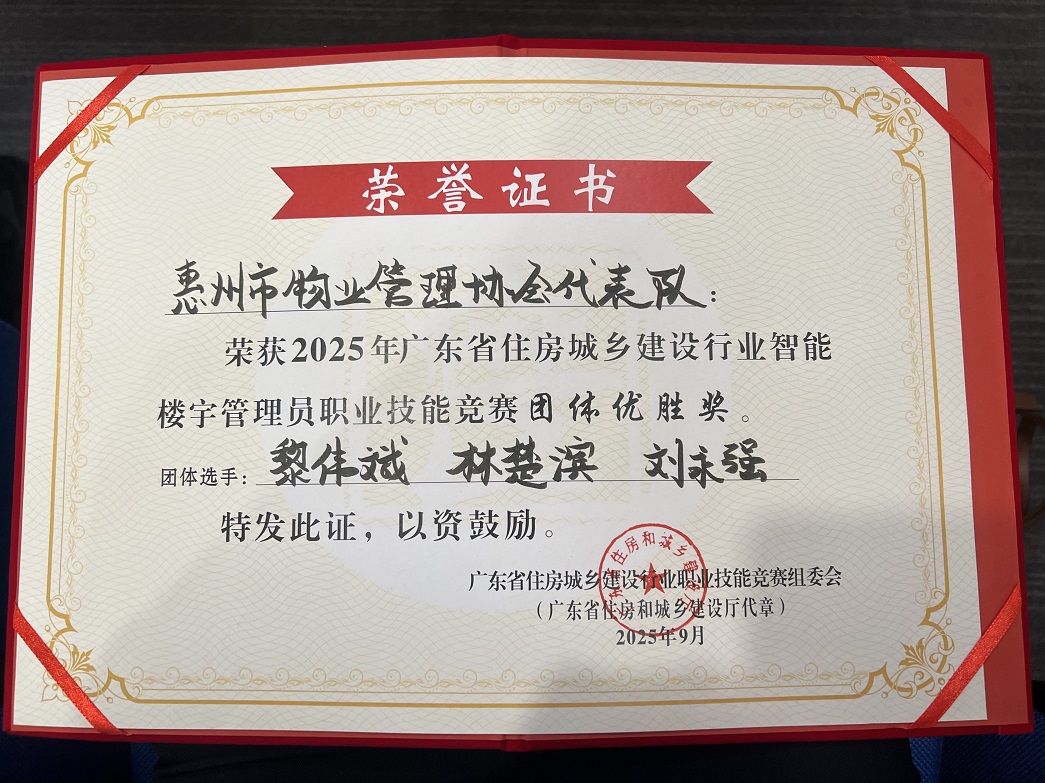 荣誉证书
惠州市物业管理协会代表队：
荣获2025年广东省住房城乡建设行业智能
楼宇管理员职业技能竞赛团体优胜奖。
团体选手：黎伟斌 林楚滨 刘永强
特发此证，以资鼓励。
广东省住房城乡建设行业职业技能竞赛组委会
（广东省住房和城乡建设厅代章）
2025年9月